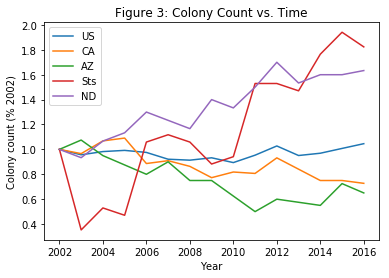 Figure 3: Colony Count vs. Time
US
CA
AZ
Sts
ND
Colony count (% 2002)
2.0
1.8
1.6
1.4
1.2
1.0
0.8
0.6
0.4
2002 2004 2006 2008 2010 2012 2014 2016
Year